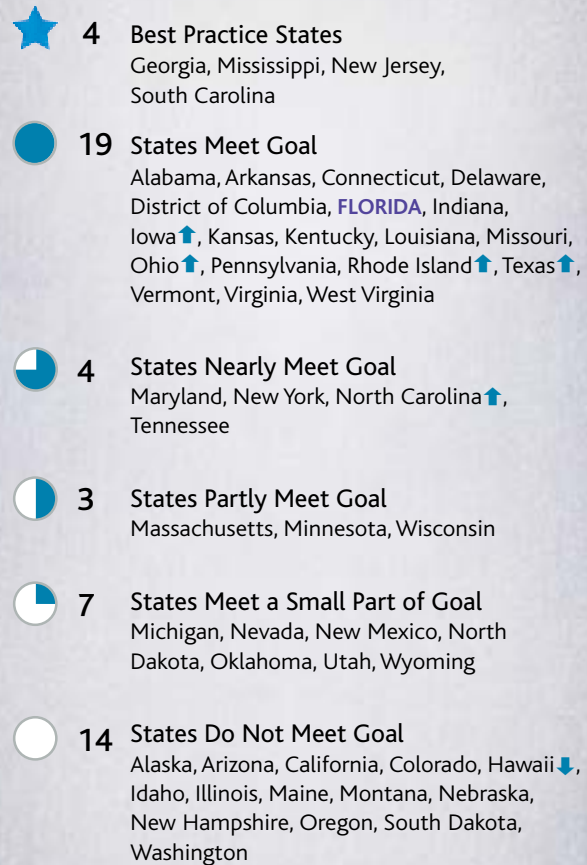 4 Best Practice States
Georgia, Mississippi, New Jersey,
South Carolina
19 States Meet Goal
Alabama, Arkansas, Connecticut, Delaware,
District of Columbia, FLORIDA, Indiana,
Iowa⬆, Kansas, Kentucky, Louisiana, Missouri,
Ohio⬆, Pennsylvania, Rhode Island⬆, Texas⬆,
Vermont, Virginia, West Virginia
4 States Nearly Meet Goal
Maryland, New York, North Carolina⬆,
Tennessee
3 States Partly Meet Goal
Massachusetts, Minnesota, Wisconsin
7 States Meet a Small Part of Goal
Michigan, Nevada, New Mexico, North
Dakota, Oklahoma, Utah, Wyoming
14 States Do Not Meet Goal
Alaska, Arizona, California, Colorado, Hawaii⬇,
Idaho, Illinois, Maine, Montana, Nebraska,
New Hampshire, Oregon, South Dakota,
Washington